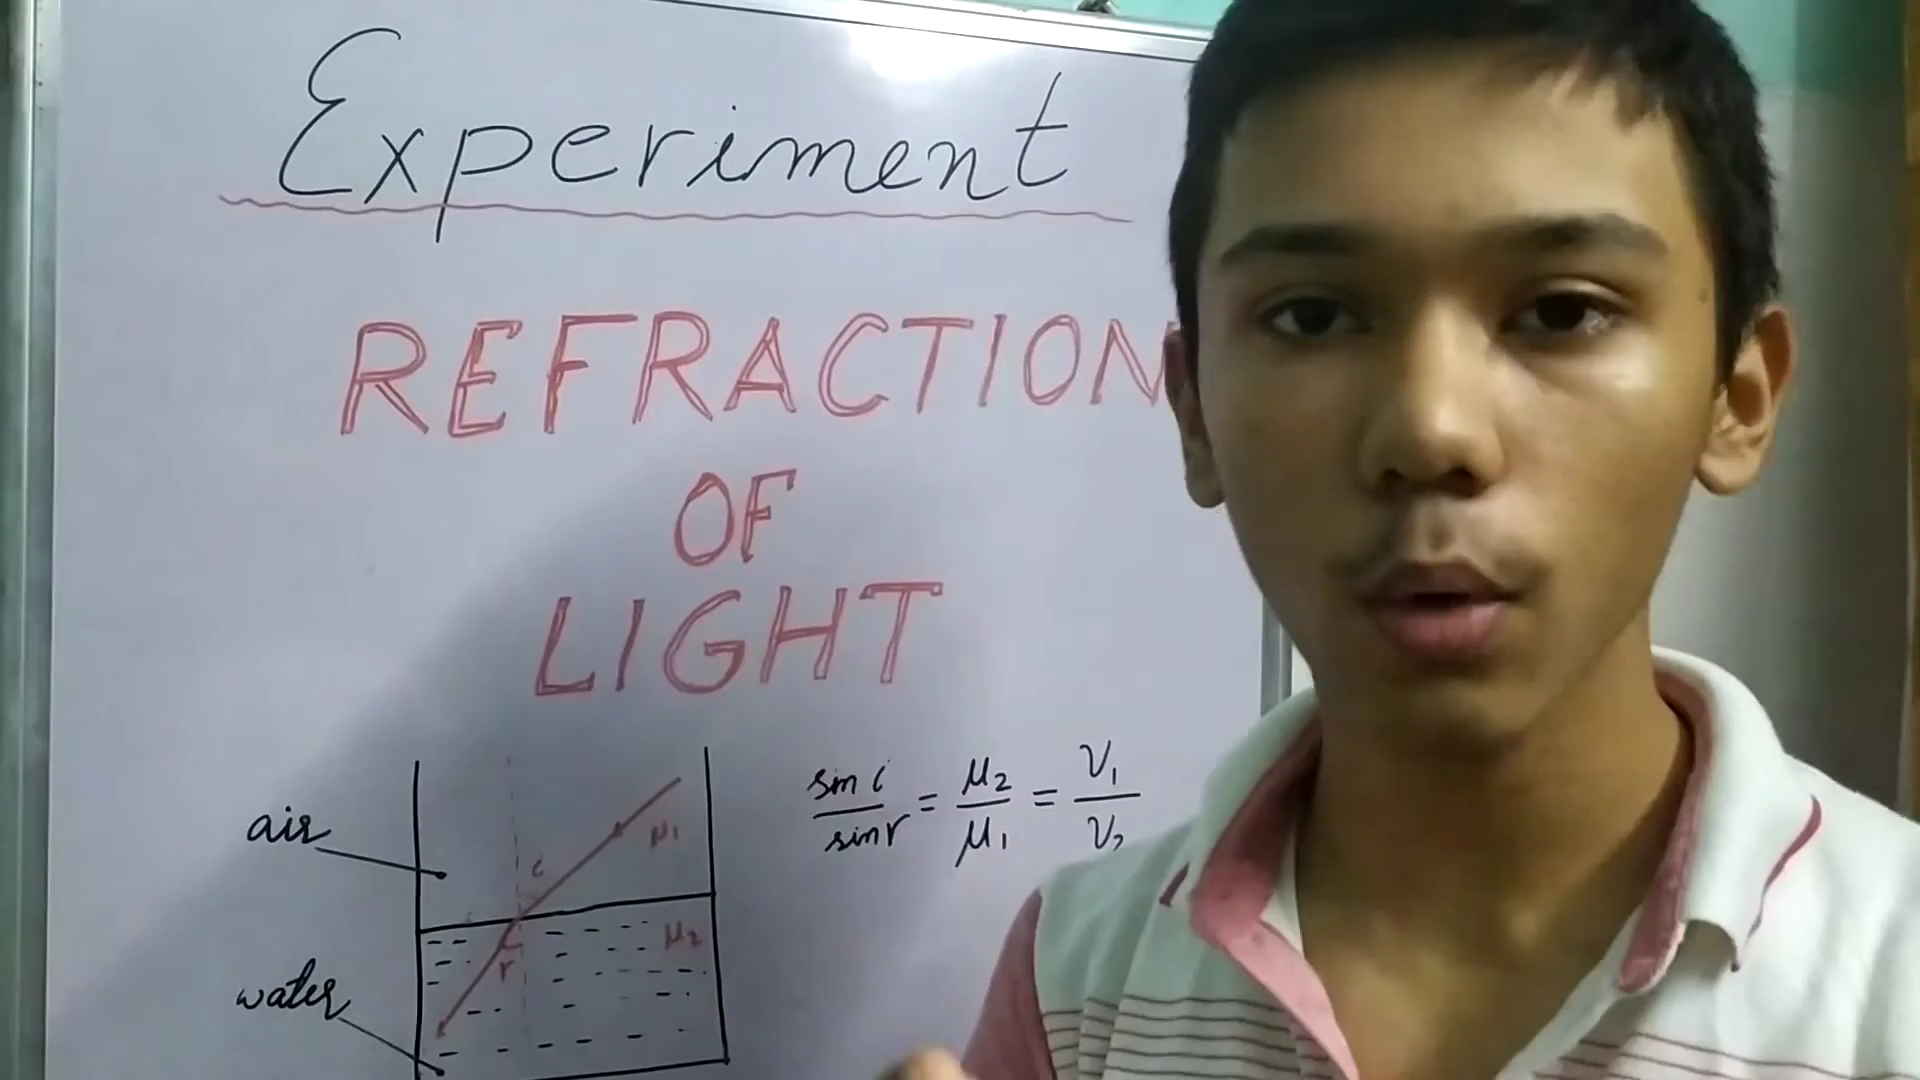 Experiment
REFRACTION
OF
LIGHT
air
water
i
r
μ1
μ2
sin i / sin r = μ2 / μ1 = v1 / v2